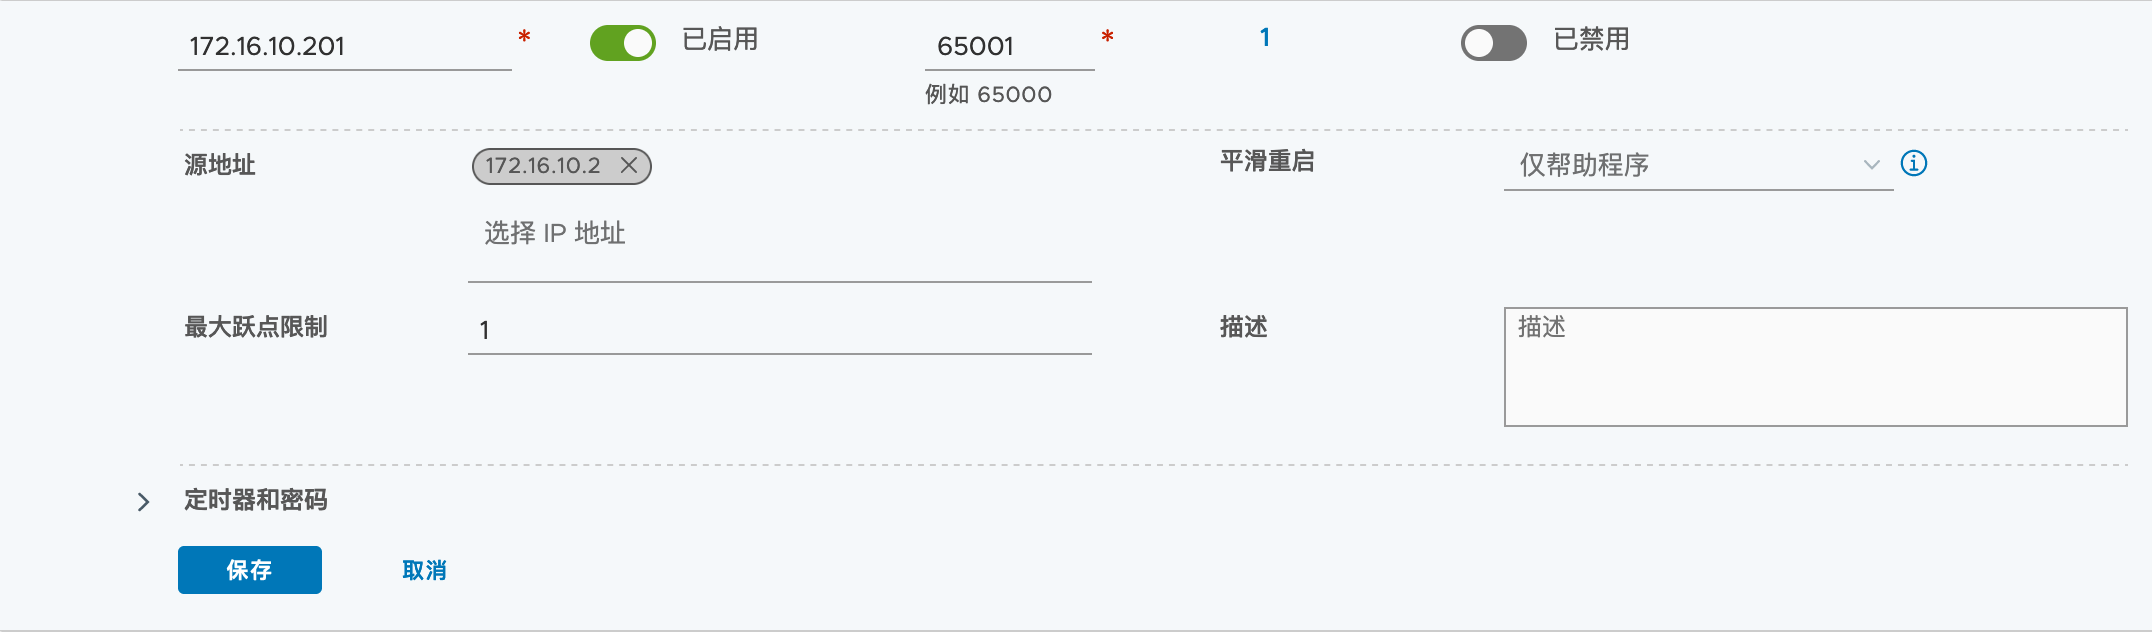 172.16.10.201 * 已启用 65001 * 1 已禁用
例如 65000
源地址 172.16.10.2 平滑重启 仅帮助程序
选择 IP 地址
最大跃点限制 1 描述 描述
定时器和密码
保存 取消